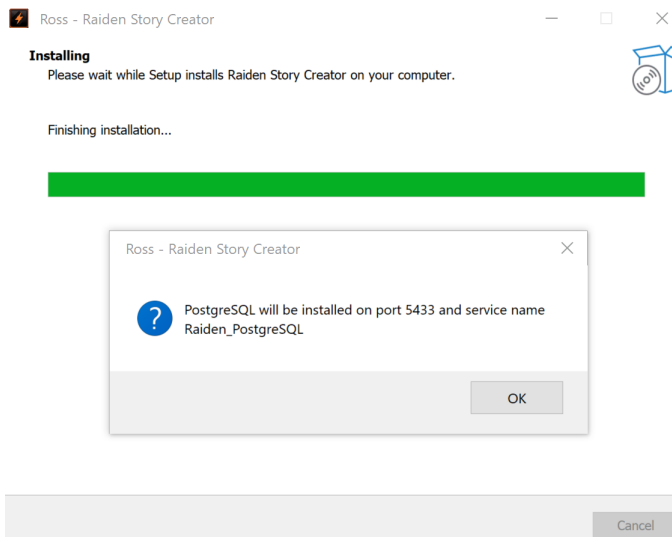 Ross - Raiden Story Creator
Installing
Please wait while Setup installs Raiden Story Creator on your computer.
Finishing installation...
Ross - Raiden Story Creator
PostgreSQL will be installed on port 5433 and service name
Raiden_PostgreSQL
OK
Cancel